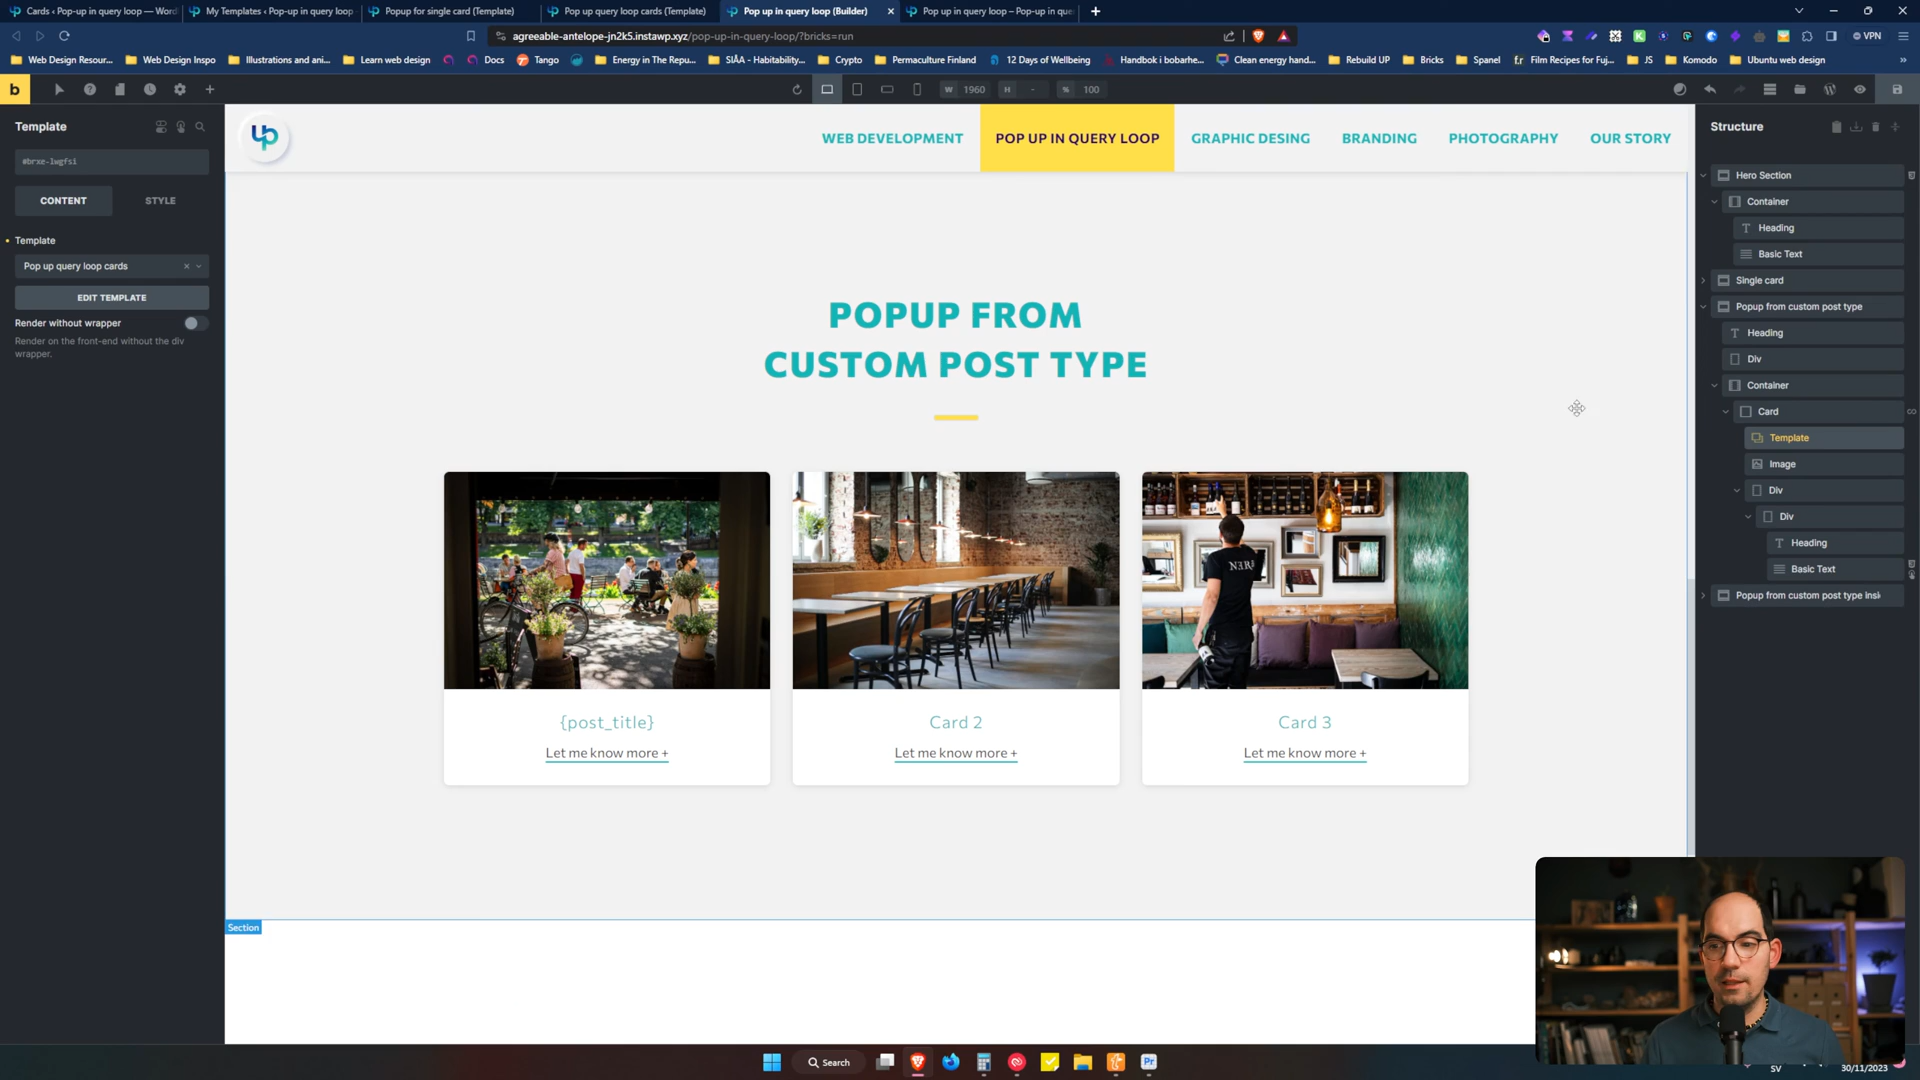 Cards ‹ Pop-up in query loop — Word
My Templates ‹ Pop-up in query loop
Popup for single card (Template)
Pop up query loop cards (Template)
Pop up in query loop (Builder)
Pop up in query loop – Pop-up in que
agreeable-antelope-jn2k5.instawp.xyz/pop-up-in-query-loop/?bricks=run
VPN
Web Design Resour...
Web Design Inspo
Illustrations and ani...
Learn web design
Docs
Tango
Energy in The Repu...
SIÅA - Habitability...
Crypto
Permaculture Finland
12 Days of Wellbeing
Handbok i bobarhe...
Clean energy hand...
Rebuild UP
Bricks
Spanel
Film Recipes for Fuj...
JS
Komodo
Ubuntu web design
b
W 1960
H -
% 100
Template
#brxe-lwgfsi
CONTENT
STYLE
Template
Pop up query loop cards
EDIT TEMPLATE
Render without wrapper
Render on the front-end without the div
wrapper.
UP
WEB DEVELOPMENT
POP UP IN QUERY LOOP
GRAPHIC DESING
BRANDING
PHOTOGRAPHY
OUR STORY
POPUP FROM
CUSTOM POST TYPE
{post_title}
Let me know more +
Card 2
Let me know more +
Card 3
Let me know more +
Section
Structure
Hero Section
Container
Heading
Basic Text
Single card
Popup from custom post type
Heading
Div
Container
Card
Template
Image
Div
Div
Heading
Basic Text
Popup from custom post type insi
Search
Pr
SV
30/11/2023